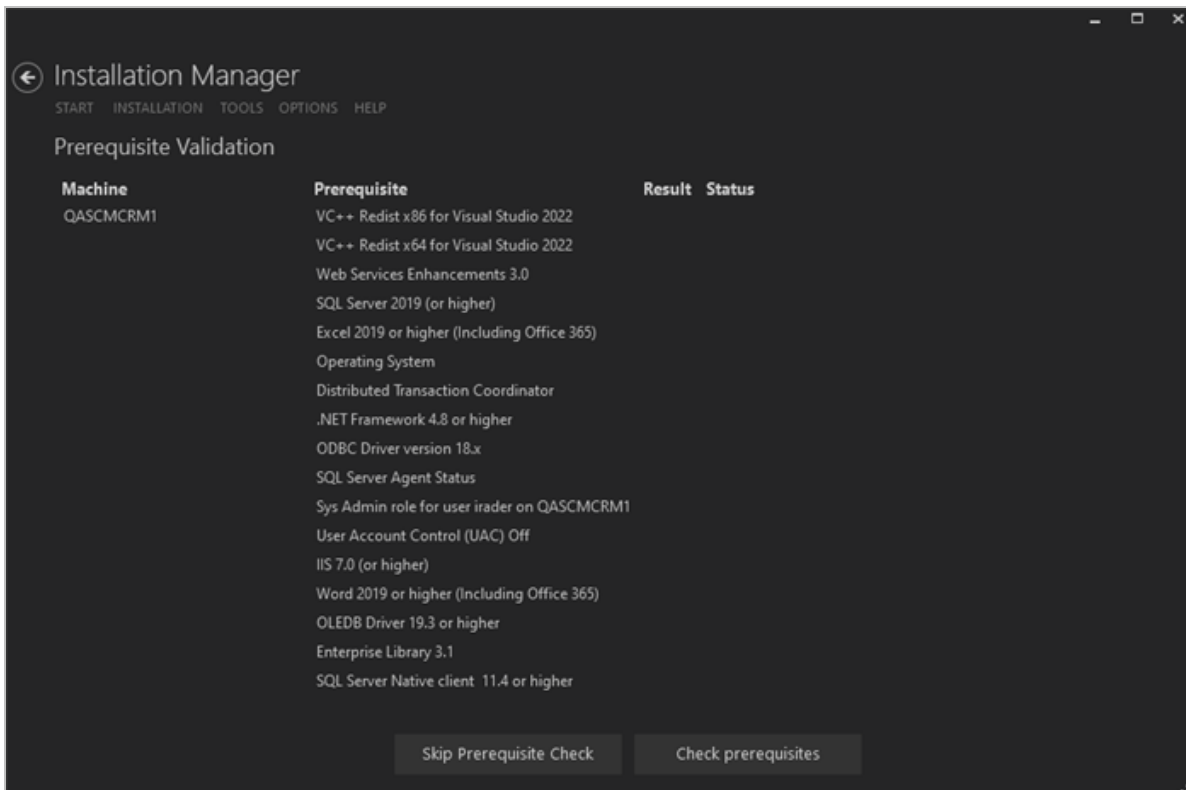 Installation Manager
START INSTALLATION TOOLS OPTIONS HELP
Prerequisite Validation
Machine Prerequisite Result Status
QASCMCRM1 VC++ Redist x86 for Visual Studio 2022
VC++ Redist x64 for Visual Studio 2022
Web Services Enhancements 3.0
SQL Server 2019 (or higher)
Excel 2019 or higher (Including Office 365)
Operating System
Distributed Transaction Coordinator
.NET Framework 4.8 or higher
ODBC Driver version 18.x
SQL Server Agent Status
Sys Admin role for user irader on QASCMCRM1
User Account Control (UAC) Off
IIS 7.0 (or higher)
Word 2019 or higher (Including Office 365)
OLEDB Driver 19.3 or higher
Enterprise Library 3.1
SQL Server Native client 11.4 or higher
Skip Prerequisite Check Check prerequisites